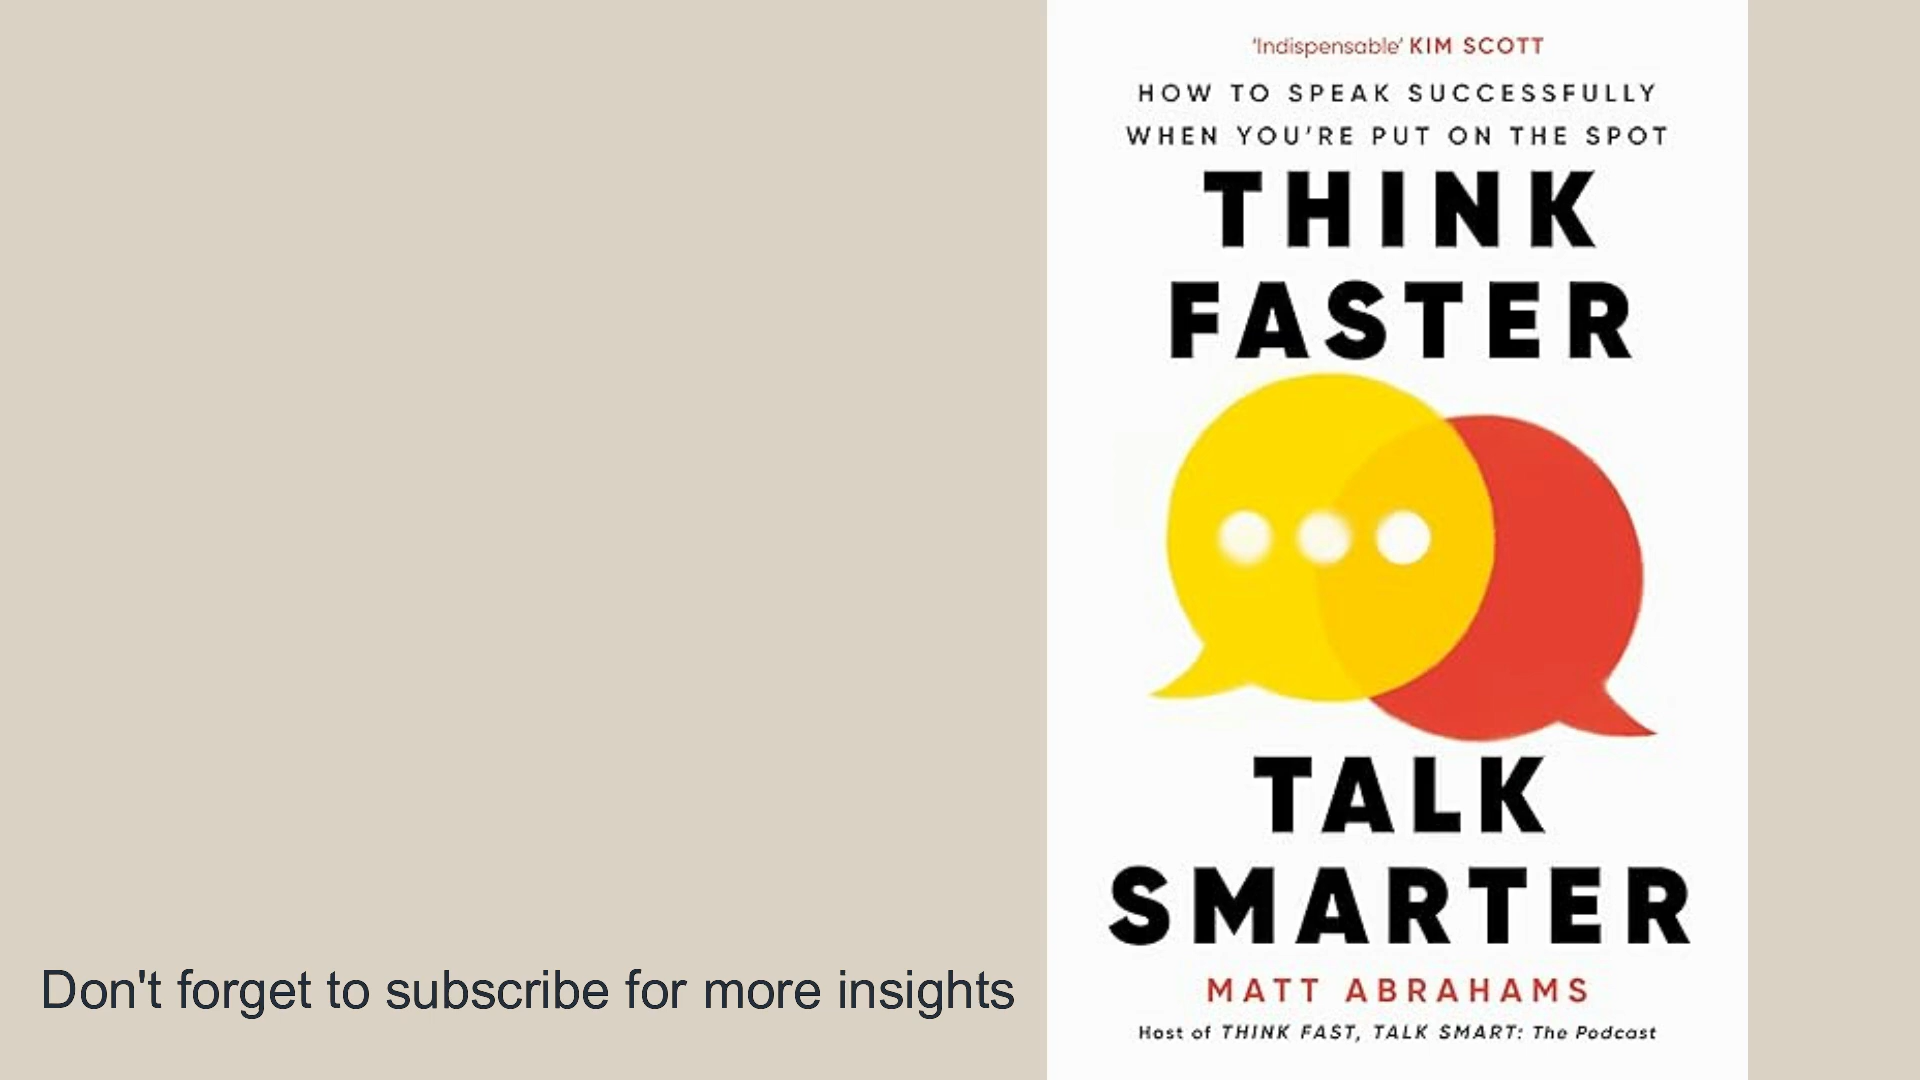 'Indispensable' KIM SCOTT
HOW TO SPEAK SUCCESSFULLY
WHEN YOU'RE PUT ON THE SPOT
THINK
FASTER
TALK
SMARTER
MATT ABRAHAMS
Host of THINK FAST, TALK SMART: The Podcast
Don't forget to subscribe for more insights